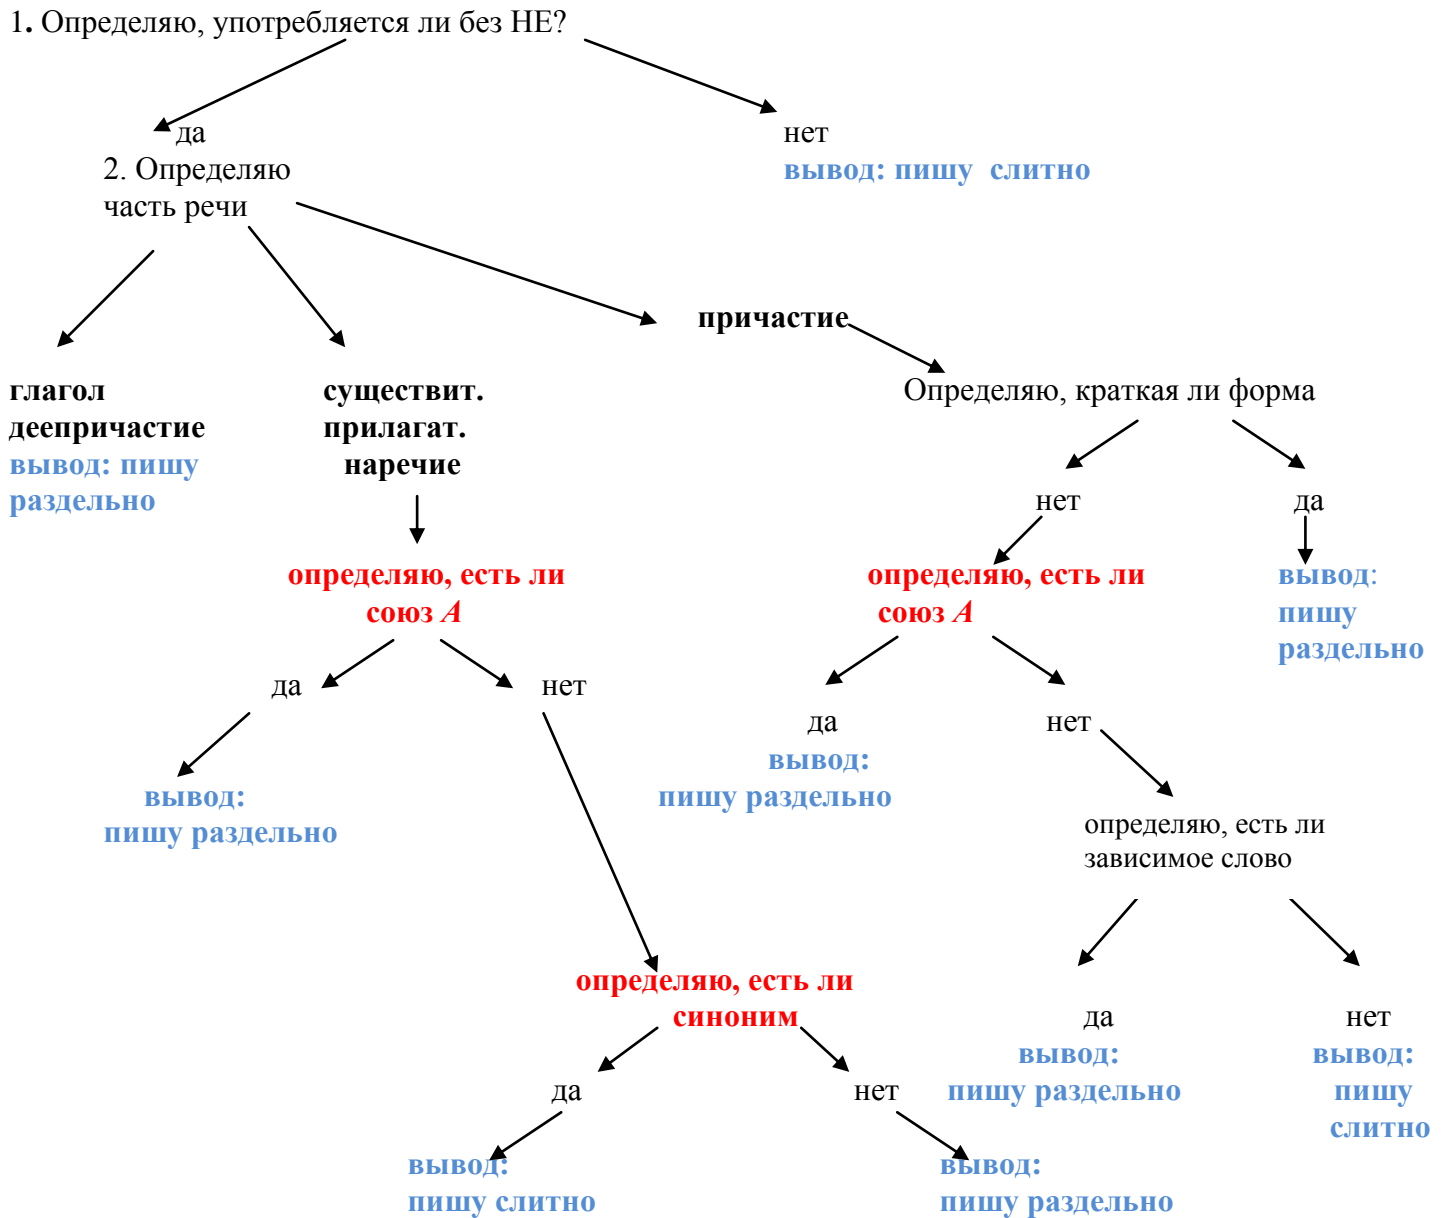 1. Определяю, употребляется ли без НЕ?
да
нет
2. Определяю
вывод: пишу слитно
часть речи
причастие
глагол
деепричастие
вывод: пишу
раздельно
существит.
прилагат.
наречие
Определяю, краткая ли форма
нет
да
определяю, есть ли
союз А
определяю, есть ли
союз А
вывод:
пишу
раздельно
да
нет
да
вывод:
пишу раздельно
нет
вывод:
пишу раздельно
определяю, есть ли
зависимое слово
определяю, есть ли
синоним
да
вывод:
пишу раздельно
нет
вывод:
пишу
слитно
да
нет
вывод:
пишу слитно
вывод:
пишу раздельно